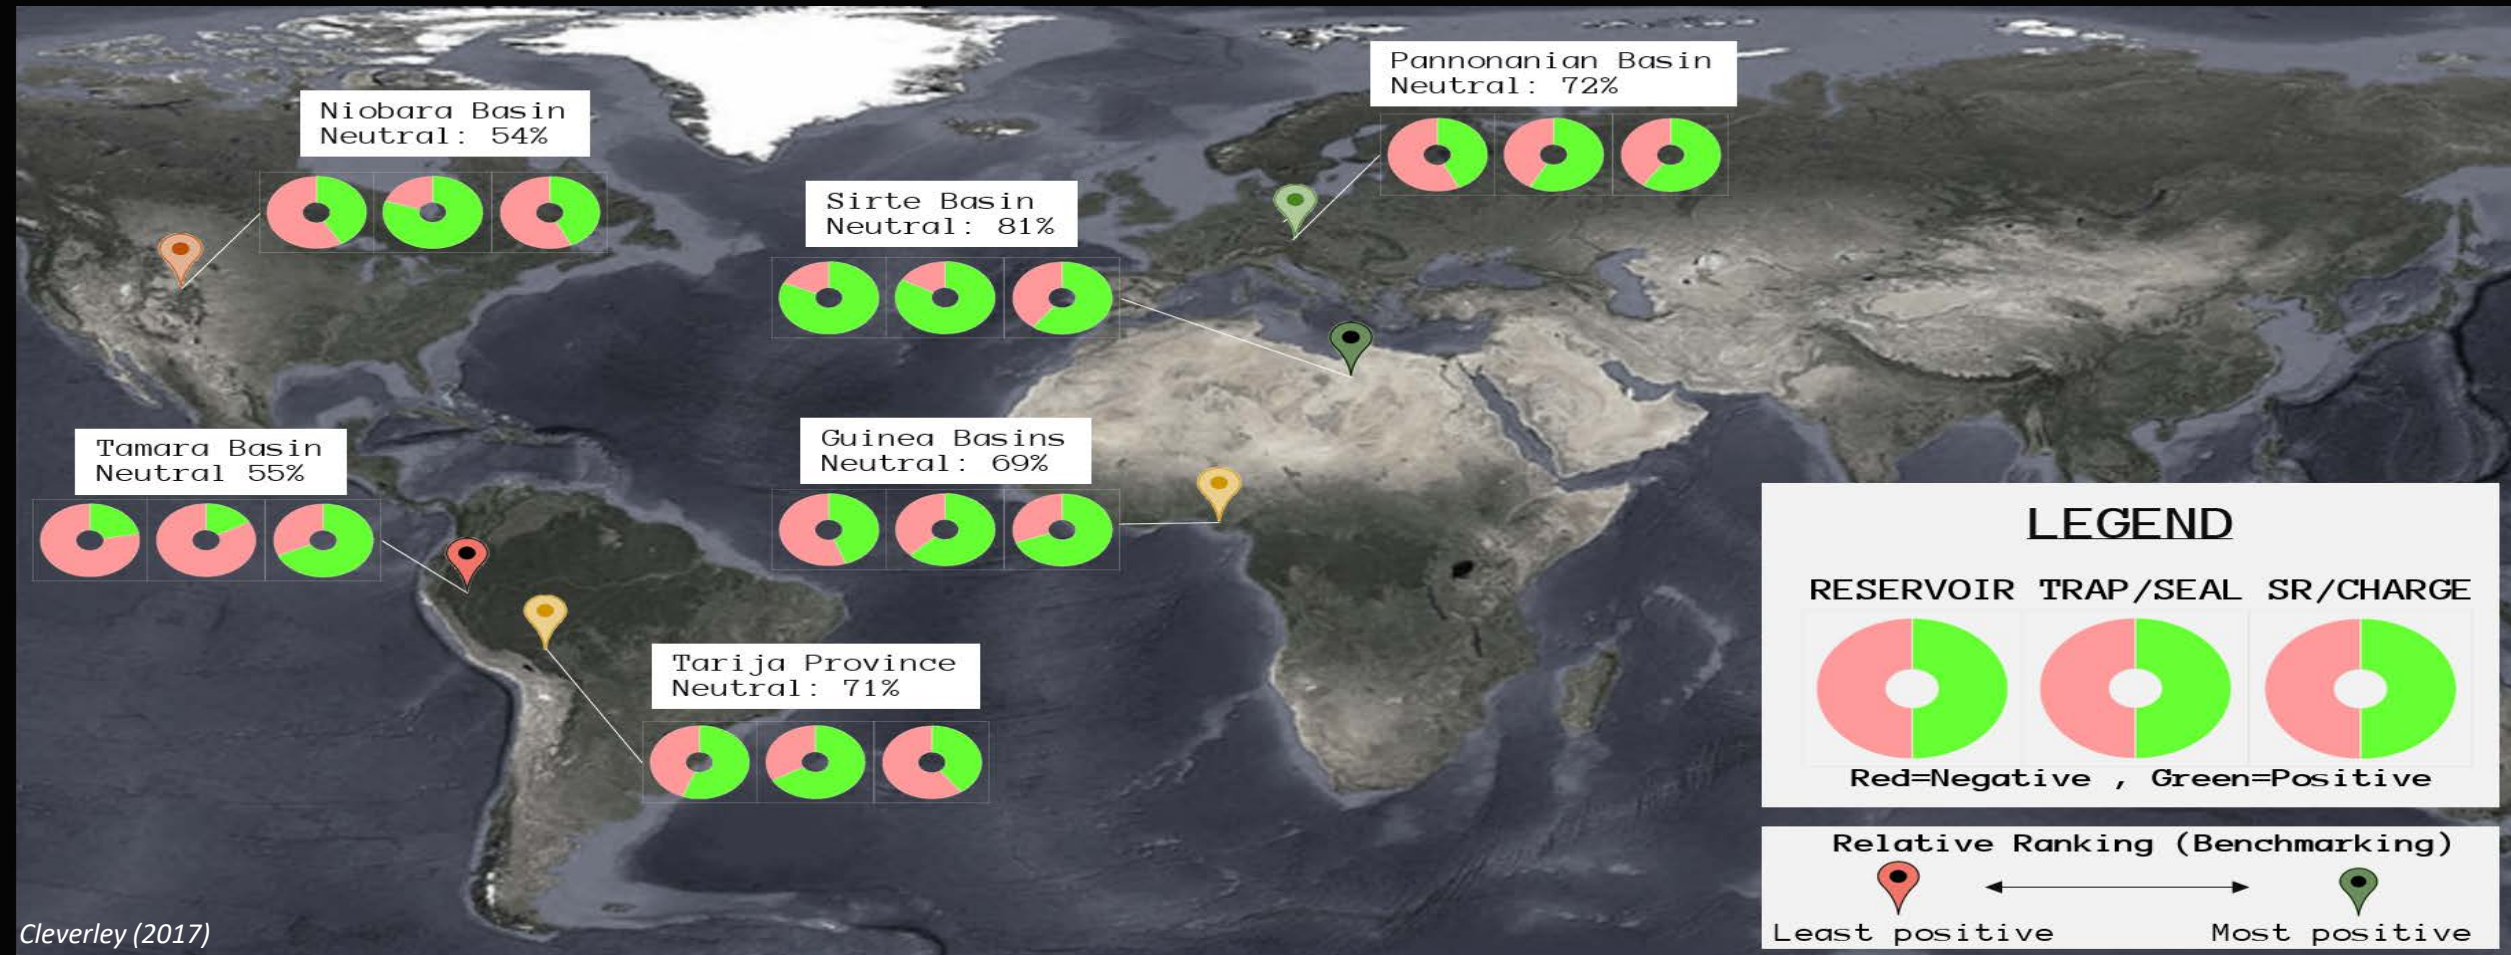 Pannonanian Basin
Neutral: 72%
Niobara Basin
Neutral: 54%
Sirte Basin
Neutral: 81%
Tamara Basin
Neutral 55%
Guinea Basins
Neutral: 69%
Tarija Province
Neutral: 71%
LEGEND
RESERVOIR TRAP/SEAL SR/CHARGE
Red=Negative , Green=Positive
Relative Ranking (Benchmarking)
Least positive Most positive
Cleverley (2017)